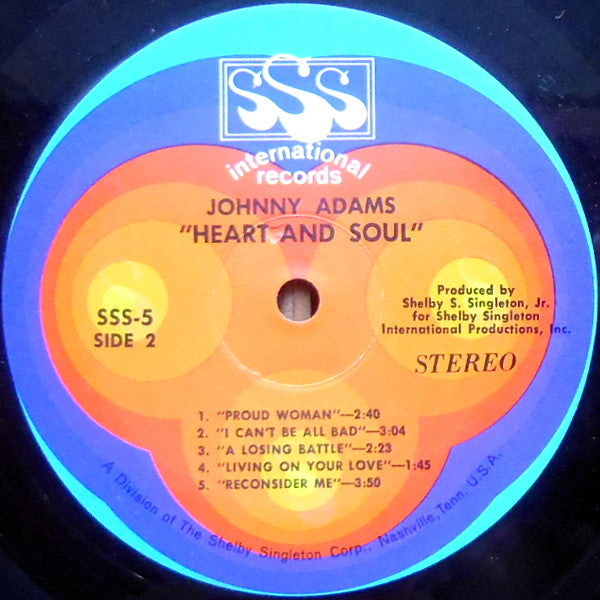 SSS
international
records
JOHNNY ADAMS
"HEART AND SOUL"
SSS-5
SIDE 2
Produced by
Shelby S. Singleton, Jr.
for Shelby Singleton
International Productions, Inc.
STEREO
1. "PROUD WOMAN"—2:40
2. "I CAN'T BE ALL BAD"—3:04
3. "A LOSING BATTLE"—2:23
4. "LIVING ON YOUR LOVE"—1:45
5. "RECONSIDER ME"—3:50
A Division of The Shelby Singleton Corp., Nashville, Tenn. U.S.A.